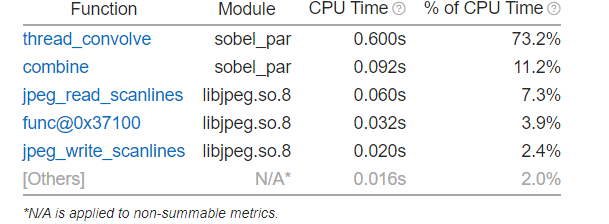 Function Module CPU Time ? % of CPU Time ?
thread_convolve sobel_par 0.600s 73.2%
combine sobel_par 0.092s 11.2%
jpeg_read_scanlines libjpeg.so.8 0.060s 7.3%
func@0x37100 libjpeg.so.8 0.032s 3.9%
jpeg_write_scanlines libjpeg.so.8 0.020s 2.4%
[Others] N/A* 0.016s 2.0%
*N/A is applied to non-summable metrics.